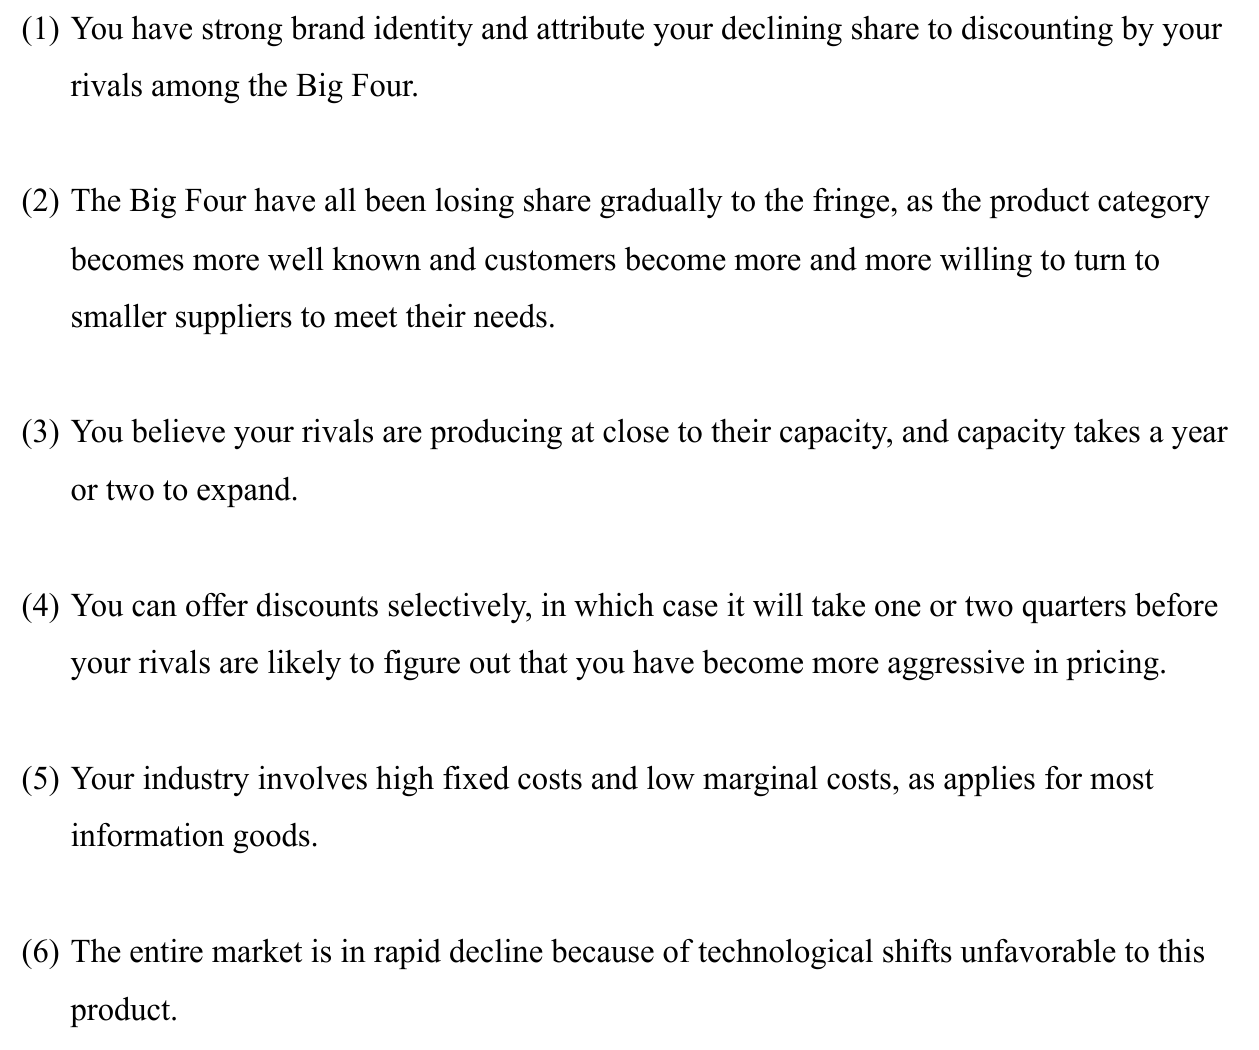 (1) You have strong brand identity and attribute your declining share to discounting by your
rivals among the Big Four.
(2) The Big Four have all been losing share gradually to the fringe, as the product category
becomes more well known and customers become more and more willing to turn to
smaller suppliers to meet their needs.
(3) You believe your rivals are producing at close to their capacity, and capacity takes a year
or two to expand.
(4) You can offer discounts selectively, in which case it will take one or two quarters before
your rivals are likely to figure out that you have become more aggressive in pricing.
(5) Your industry involves high fixed costs and low marginal costs, as applies for most
information goods.
(6) The entire market is in rapid decline because of technological shifts unfavorable to this
product.